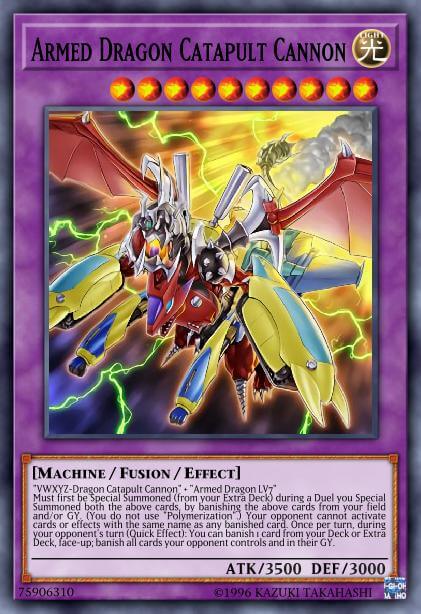 ARMED DRAGON CATAPULT CANNON
LIGHT
光
[MACHINE / FUSION / EFFECT]
"VWXYZ-Dragon Catapult Cannon" + "Armed Dragon LV7"
Must first be Special Summoned (from your Extra Deck) during a Duel you Special
Summoned both the above cards, by banishing the above cards from your field
and/or GY. (You do not use "Polymerization".) Your opponent cannot activate
cards or effects with the same name as any banished card. Once per turn, during
your opponent's turn (Quick Effect): You can banish 1 card from your Deck or Extra
Deck, face-up; banish all cards your opponent controls and in their GY.
ATK/3500 DEF/3000
75906310
©1996 KAZUKI TAKAHASHI